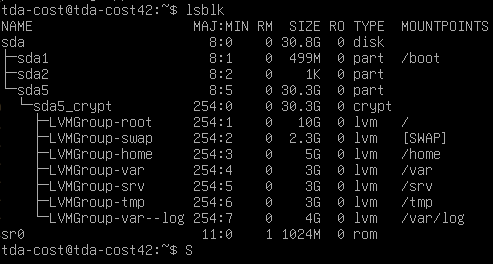 tda-cost@tda-cost42:~$ lsblk
NAME                    MAJ:MIN RM  SIZE RO TYPE  MOUNTPOINTS
sda                       8:0    0 30.8G  0 disk
├─sda1                    8:1    0  499M  0 part  /boot
├─sda2                    8:2    0    1K  0 part
└─sda5                    8:5    0 30.3G  0 part
  └─sda5_crypt          254:0    0 30.3G  0 crypt
    ├─LVMGroup-root     254:1    0   10G  0 lvm   /
    ├─LVMGroup-swap     254:2    0  2.3G  0 lvm   [SWAP]
    ├─LVMGroup-home     254:3    0    5G  0 lvm   /home
    ├─LVMGroup-var      254:4    0    3G  0 lvm   /var
    ├─LVMGroup-srv      254:5    0    3G  0 lvm   /srv
    ├─LVMGroup-tmp      254:6    0    3G  0 lvm   /tmp
    └─LVMGroup-var--log 254:7    0    4G  0 lvm   /var/log
sr0                      11:0    1 1024M  0 rom
tda-cost@tda-cost42:~$ S